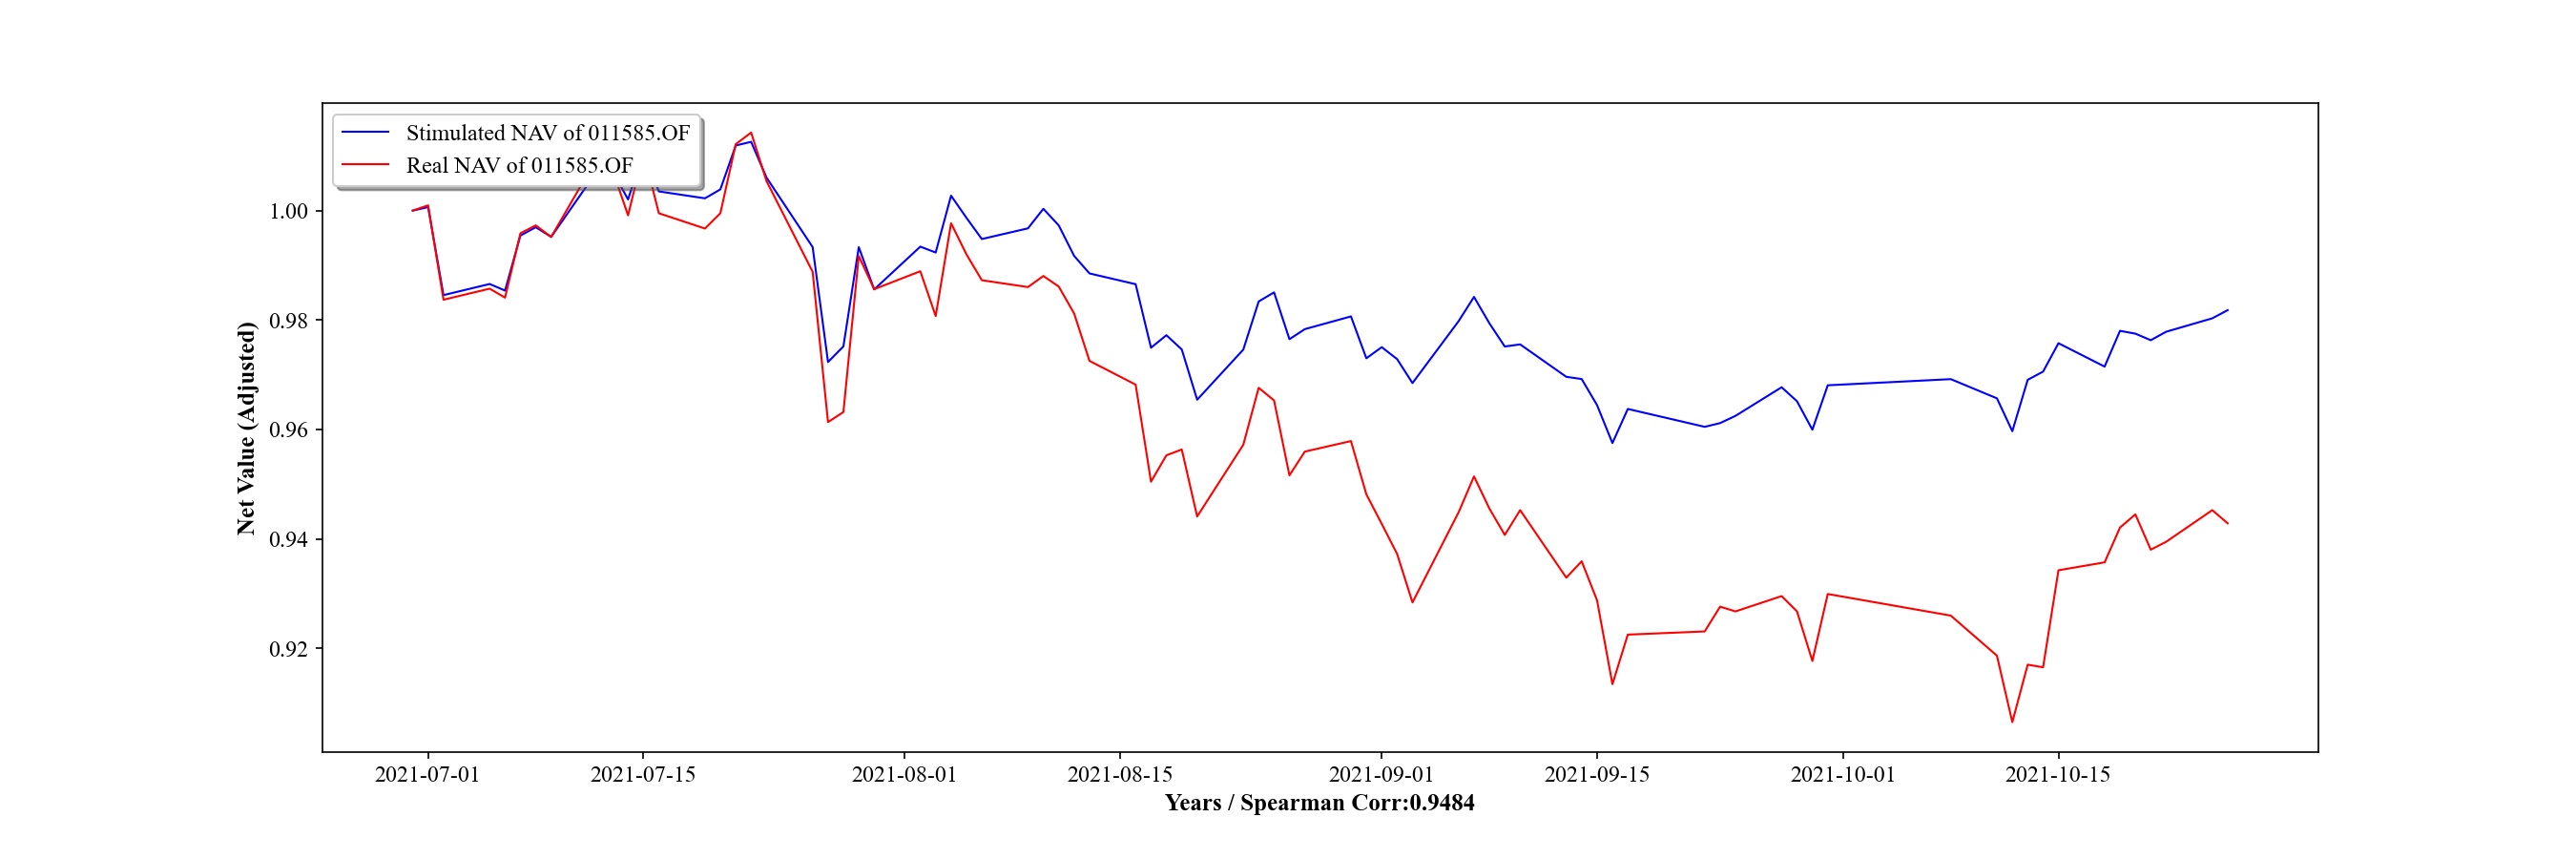 Stimulated NAV of 011585.OF
Real NAV of 011585.OF
1.00
0.98
0.96
0.94
0.92
Net Value (Adjusted)
2021-07-01 2021-07-15 2021-08-01 2021-08-15 2021-09-01 2021-09-15 2021-10-01 2021-10-15
Years / Spearman Corr:0.9484